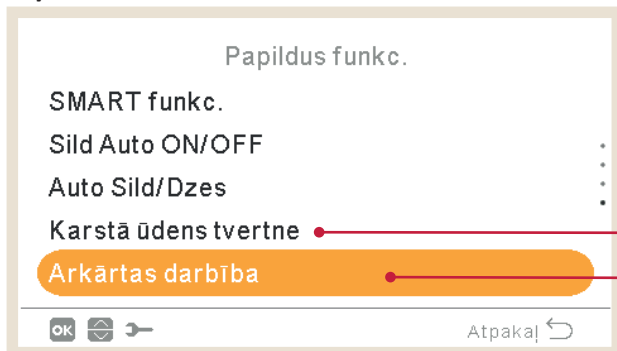 Papildus funkc.
SMART funkc.
Sild Auto ON/OFF
Auto Sild/Dzes
Karstā ūdens tvertne
Arkārtas darbība
OK Atpakaļ